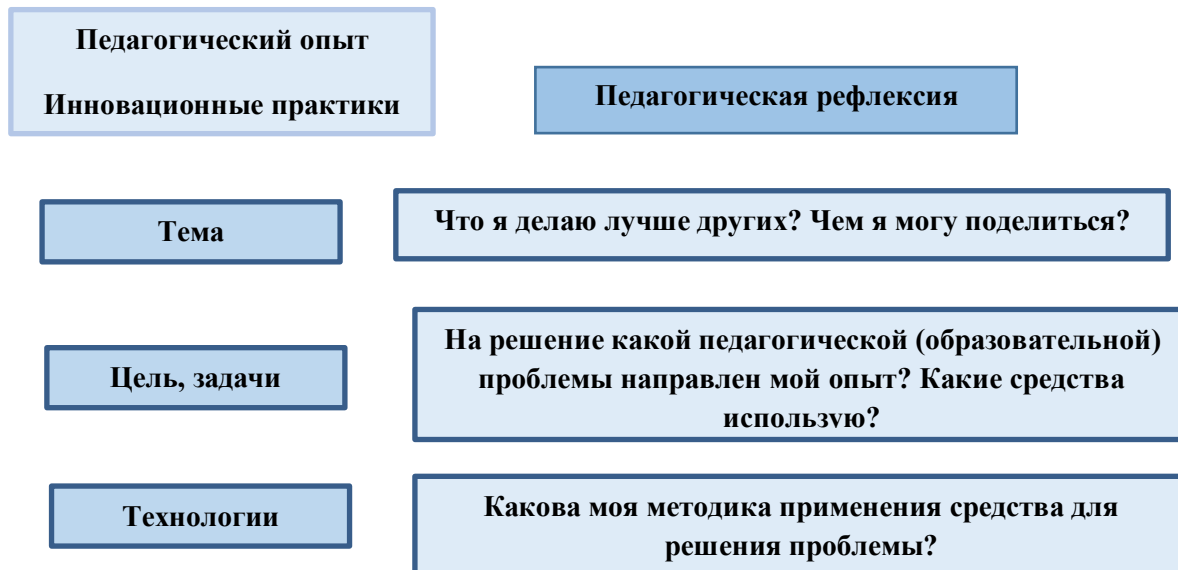 Педагогический опыт
Инновационные практики
Педагогическая рефлексия
Тема
Что я делаю лучше других? Чем я могу поделиться?
Цель, задачи
На решение какой педагогической (образовательной)
проблемы направлен мой опыт? Какие средства
использую?
Технологии
Какова моя методика применения средства для
решения проблемы?